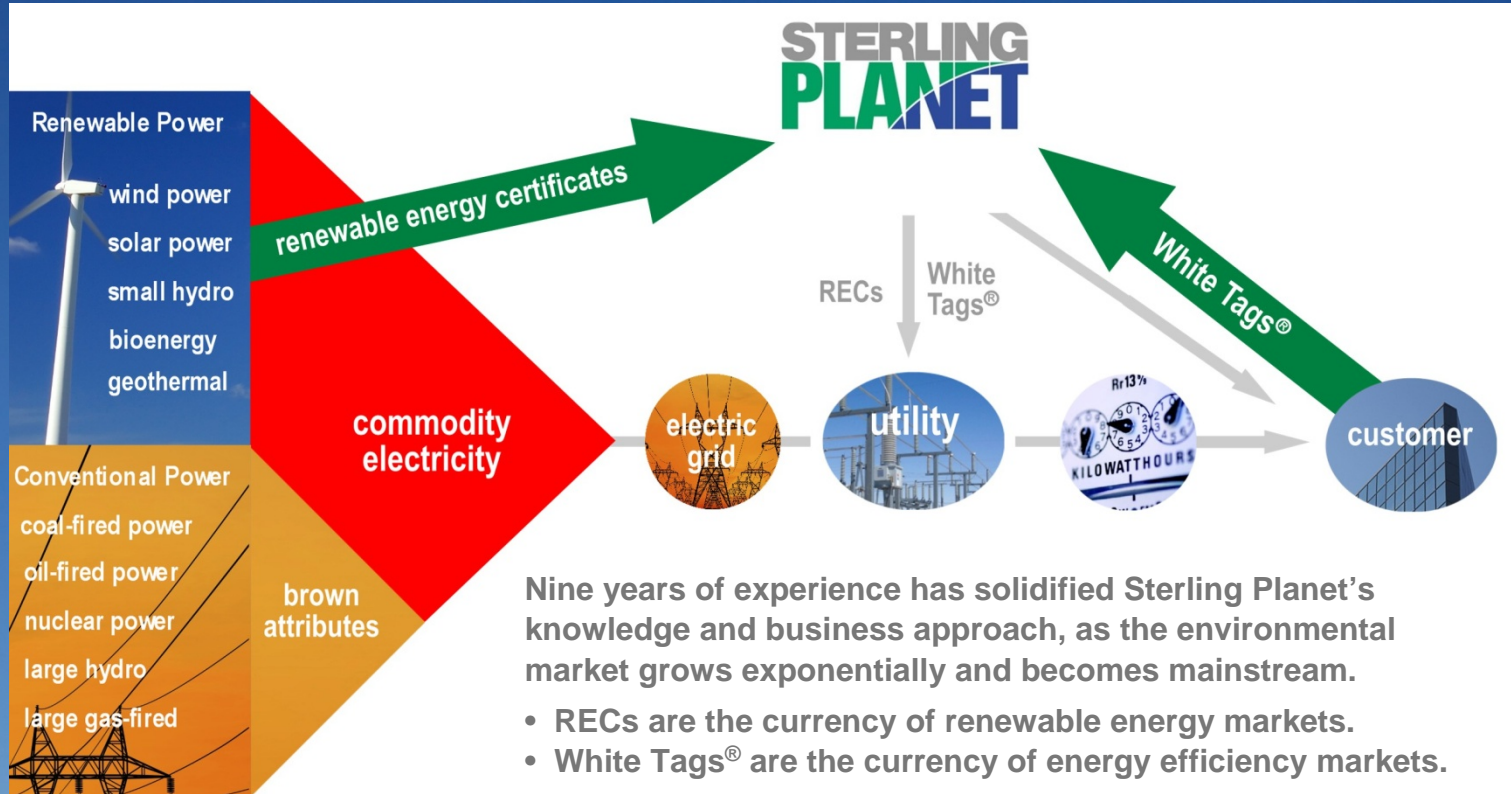 STERLING
PLANET
Renewable Power
wind power
solar power
small hydro
bioenergy
geothermal
Conventional Power
coal-fired power
oil-fired power
nuclear power
large hydro
large gas-fired
brown
attributes
commodity
electricity
renewable energy certificates
RECs
White
Tags®
White Tags®
electric
grid
utility
Rr 13⅛
KILOWATTHOURS
customer
Nine years of experience has solidified Sterling Planet’s
knowledge and business approach, as the environmental
market grows exponentially and becomes mainstream.
• RECs are the currency of renewable energy markets.
• White Tags® are the currency of energy efficiency markets.